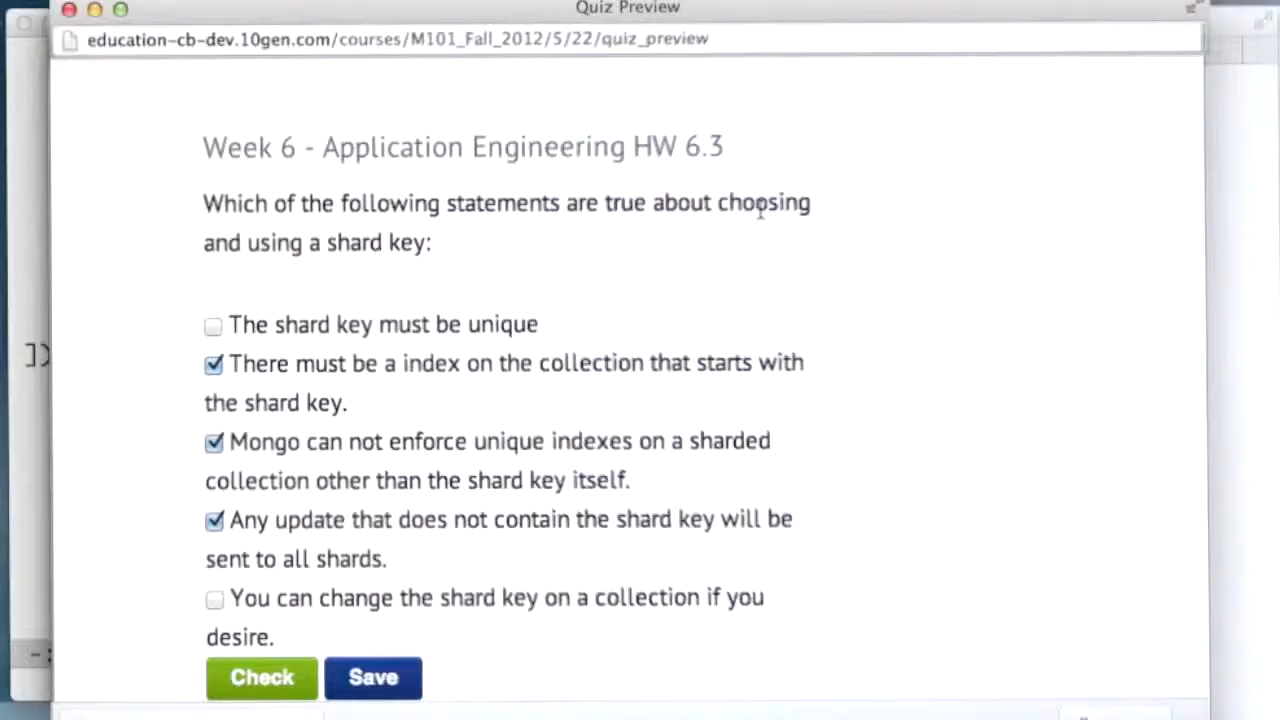 Quiz Preview
education-cb-dev.10gen.com/courses/M101_Fall_2012/5/22/quiz_preview
Week 6 - Application Engineering HW 6.3
Which of the following statements are true about choosing
and using a shard key:
The shard key must be unique
There must be a index on the collection that starts with
the shard key.
])
Mongo can not enforce unique indexes on a sharded
collection other than the shard key itself.
Any update that does not contain the shard key will be
sent to all shards.
You can change the shard key on a collection if you
desire.
-:
Check Save